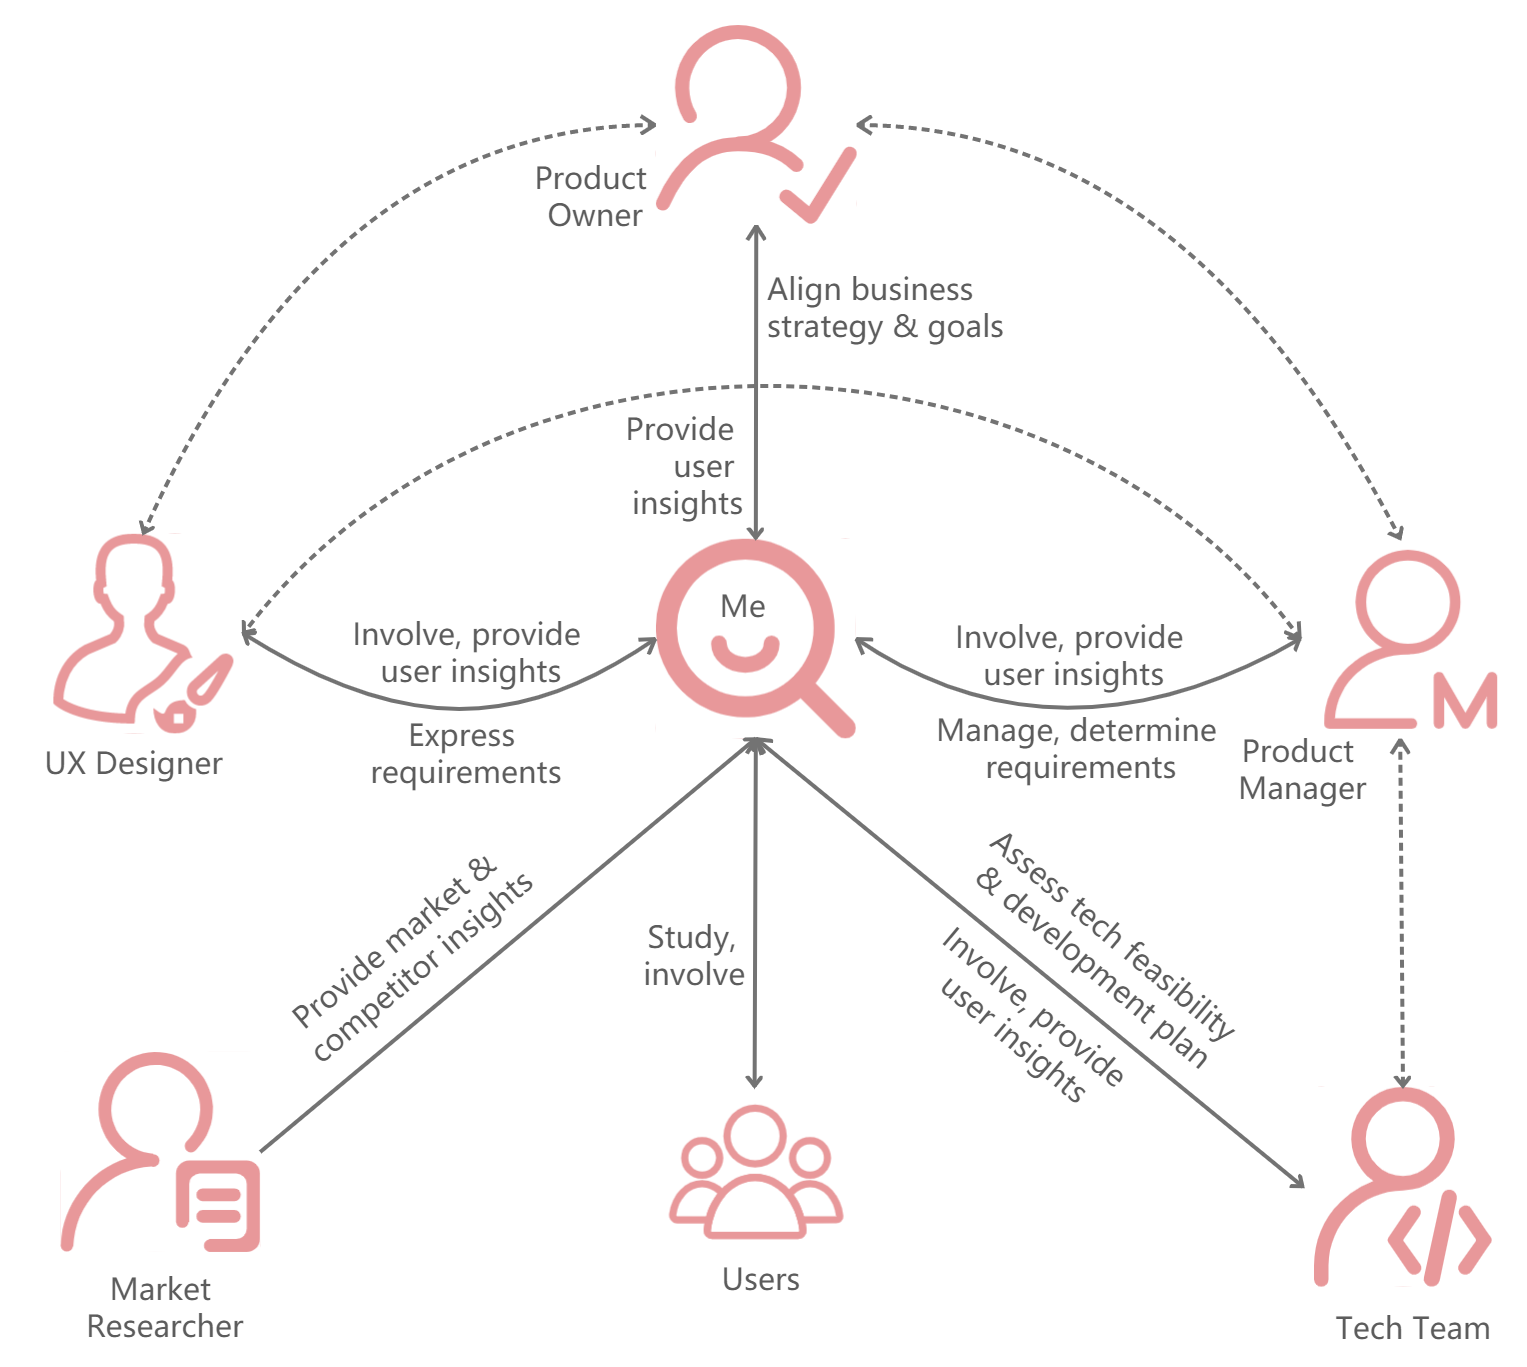 Product
Owner
Align business
strategy & goals
Provide
user
insights
Me
Involve, provide
user insights
Express
requirements
Involve, provide
user insights
Manage, determine
requirements
UX Designer
Product
Manager
Provide market &
competitor insights
Study,
involve
Assess tech feasibility
& development plan
Involve, provide
user insights
M
</>
Market
Researcher
Users
Tech Team